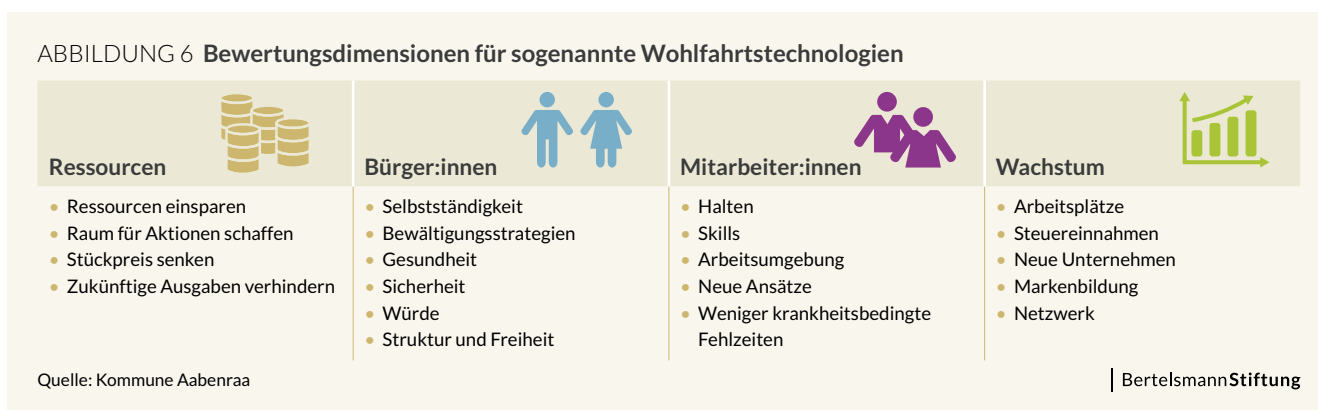 ABBILDUNG 6 Bewertungsdimensionen für sogenannte Wohlfahrtstechnologien
Ressourcen
• Ressourcen einsparen
• Raum für Aktionen schaffen
• Stückpreis senken
• Zukünftige Ausgaben verhindern
Bürger:innen
• Selbstständigkeit
• Bewältigungsstrategien
• Gesundheit
• Sicherheit
• Würde
• Struktur und Freiheit
Mitarbeiter:innen
• Halten
• Skills
• Arbeitsumgebung
• Neue Ansätze
• Weniger krankheitsbedingte
Fehlzeiten
Wachstum
• Arbeitsplätze
• Steuereinnahmen
• Neue Unternehmen
• Markenbildung
• Netzwerk
Quelle: Kommune Aabenraa
BertelsmannStiftung